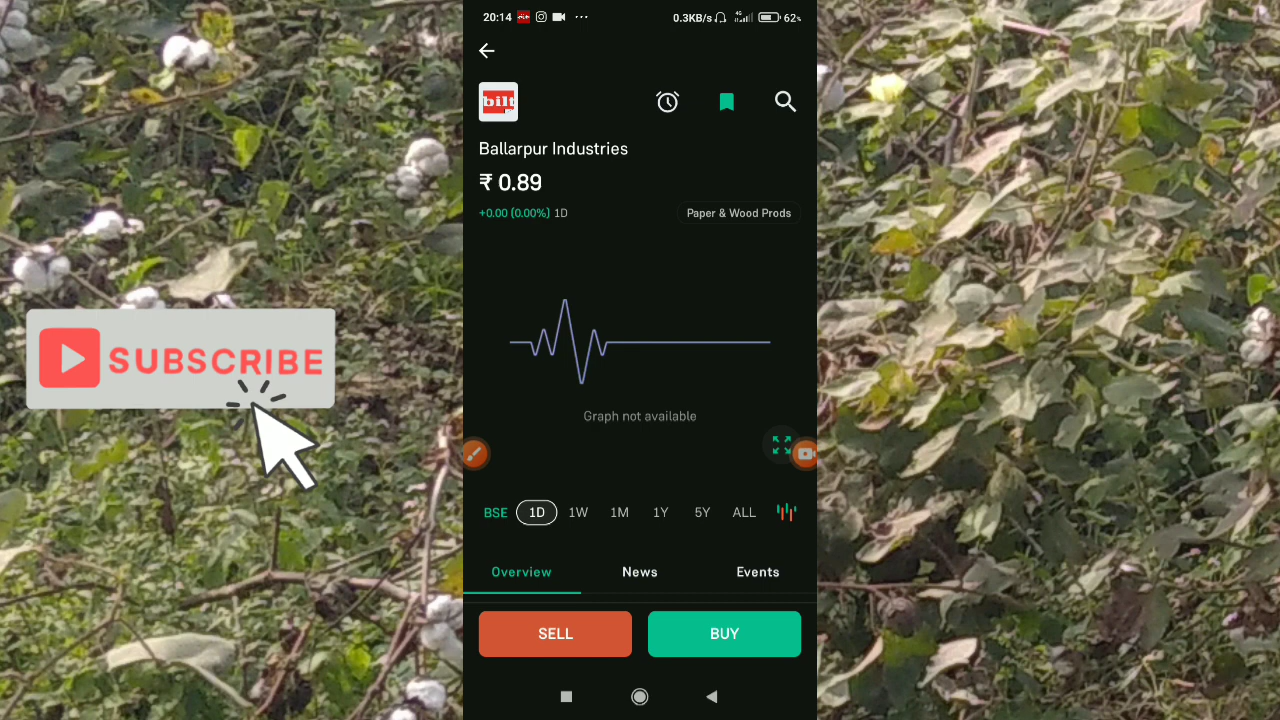 20:14 ... 0.3KB/s 4G 62%
bilt
Ballarpur Industries
₹ 0.89
+0.00 (0.00%) 1D
Paper & Wood Prods
SUBSCRIBE
Graph not available
BSE 1D 1W 1M 1Y 5Y ALL
Overview News Events
SELL BUY